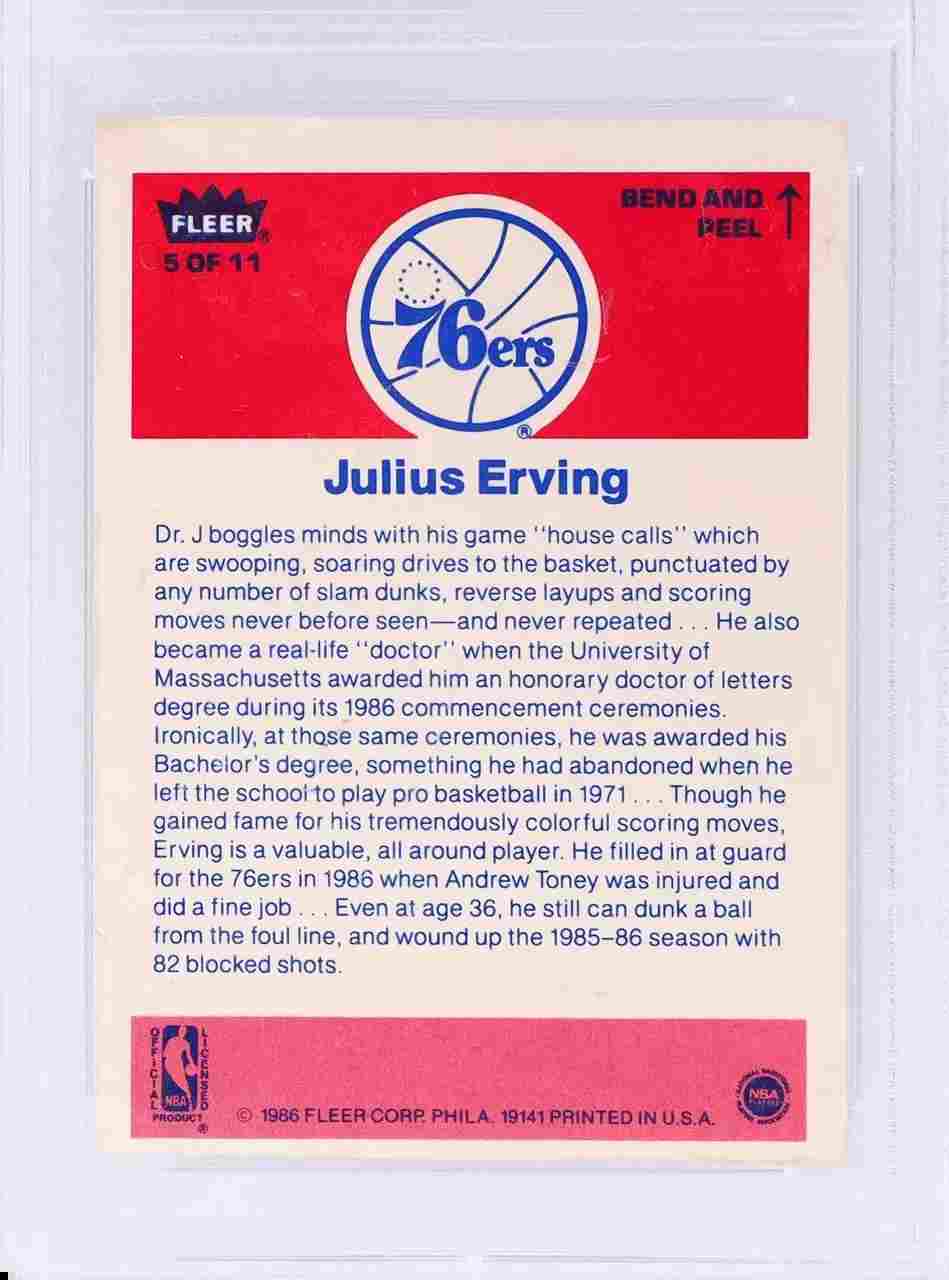 FLEER®
5 OF 11
BEND AND
PEEL
76ers
®
Julius Erving
Dr. J boggles minds with his game "house calls" which
are swooping, soaring drives to the basket, punctuated by
any number of slam dunks, reverse layups and scoring
moves never before seen—and never repeated . . . He also
became a real-life "doctor" when the University of
Massachusetts awarded him an honorary doctor of letters
degree during its 1986 commencement ceremonies.
Ironically, at those same ceremonies, he was awarded his
Bachelor's degree, something he had abandoned when he
left the school to play pro basketball in 1971 . . . Though he
gained fame for his tremendously colorful scoring moves,
Erving is a valuable, all around player. He filled in at guard
for the 76ers in 1986 when Andrew Toney was injured and
did a fine job . . . Even at age 36, he still can dunk a ball
from the foul line, and wound up the 1985–86 season with
82 blocked shots.
OFFICIAL
LICENSED
NBA
PRODUCT
®
© 1986 FLEER CORP. PHILA. 19141 PRINTED IN U.S.A.
NBA
PLAYERS